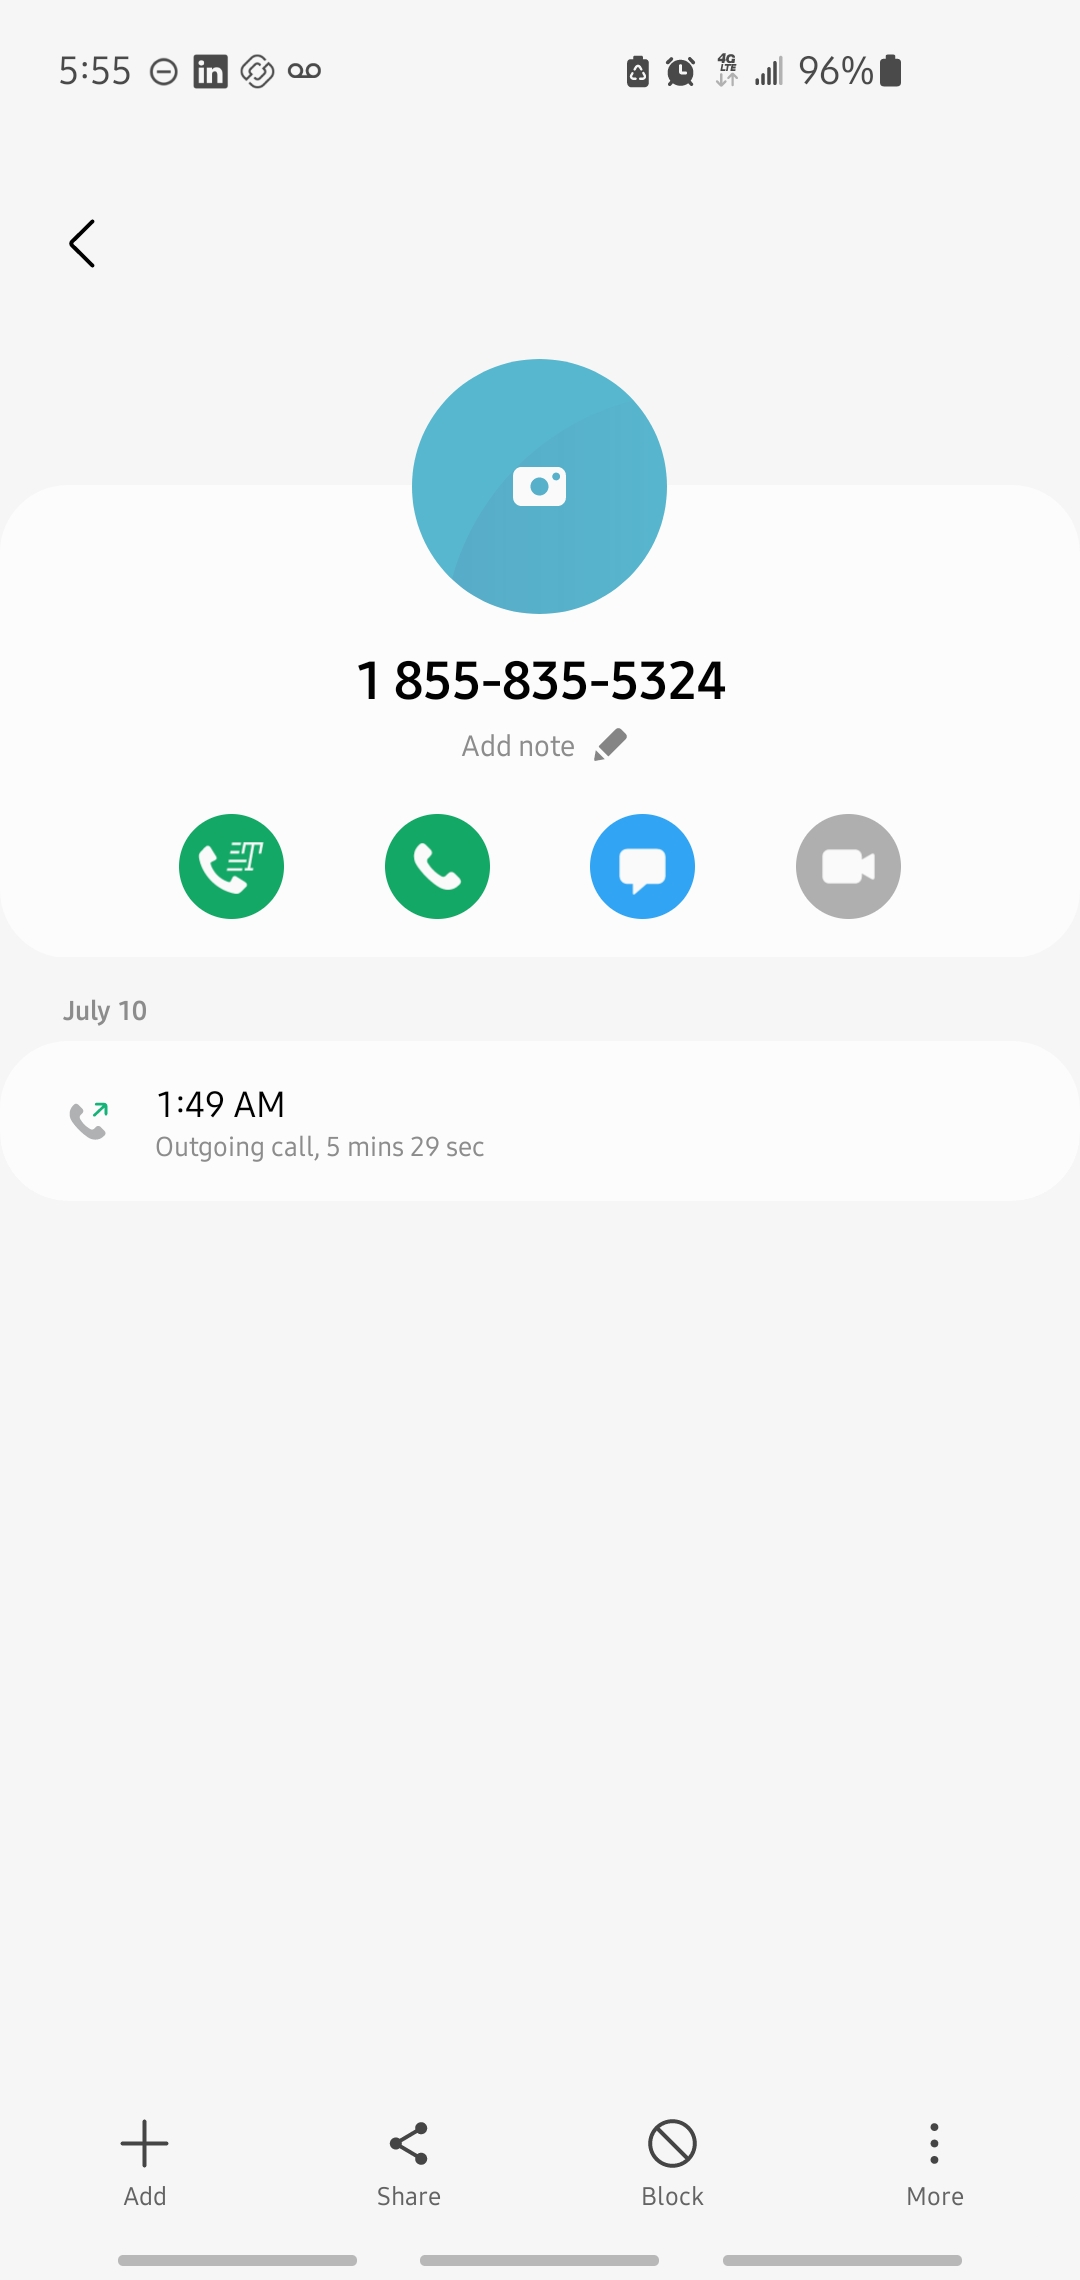 5:55 in 4G LTE 96%
1 855-835-5324
Add note
T
July 10
1:49 AM
Outgoing call, 5 mins 29 sec
Add Share Block More